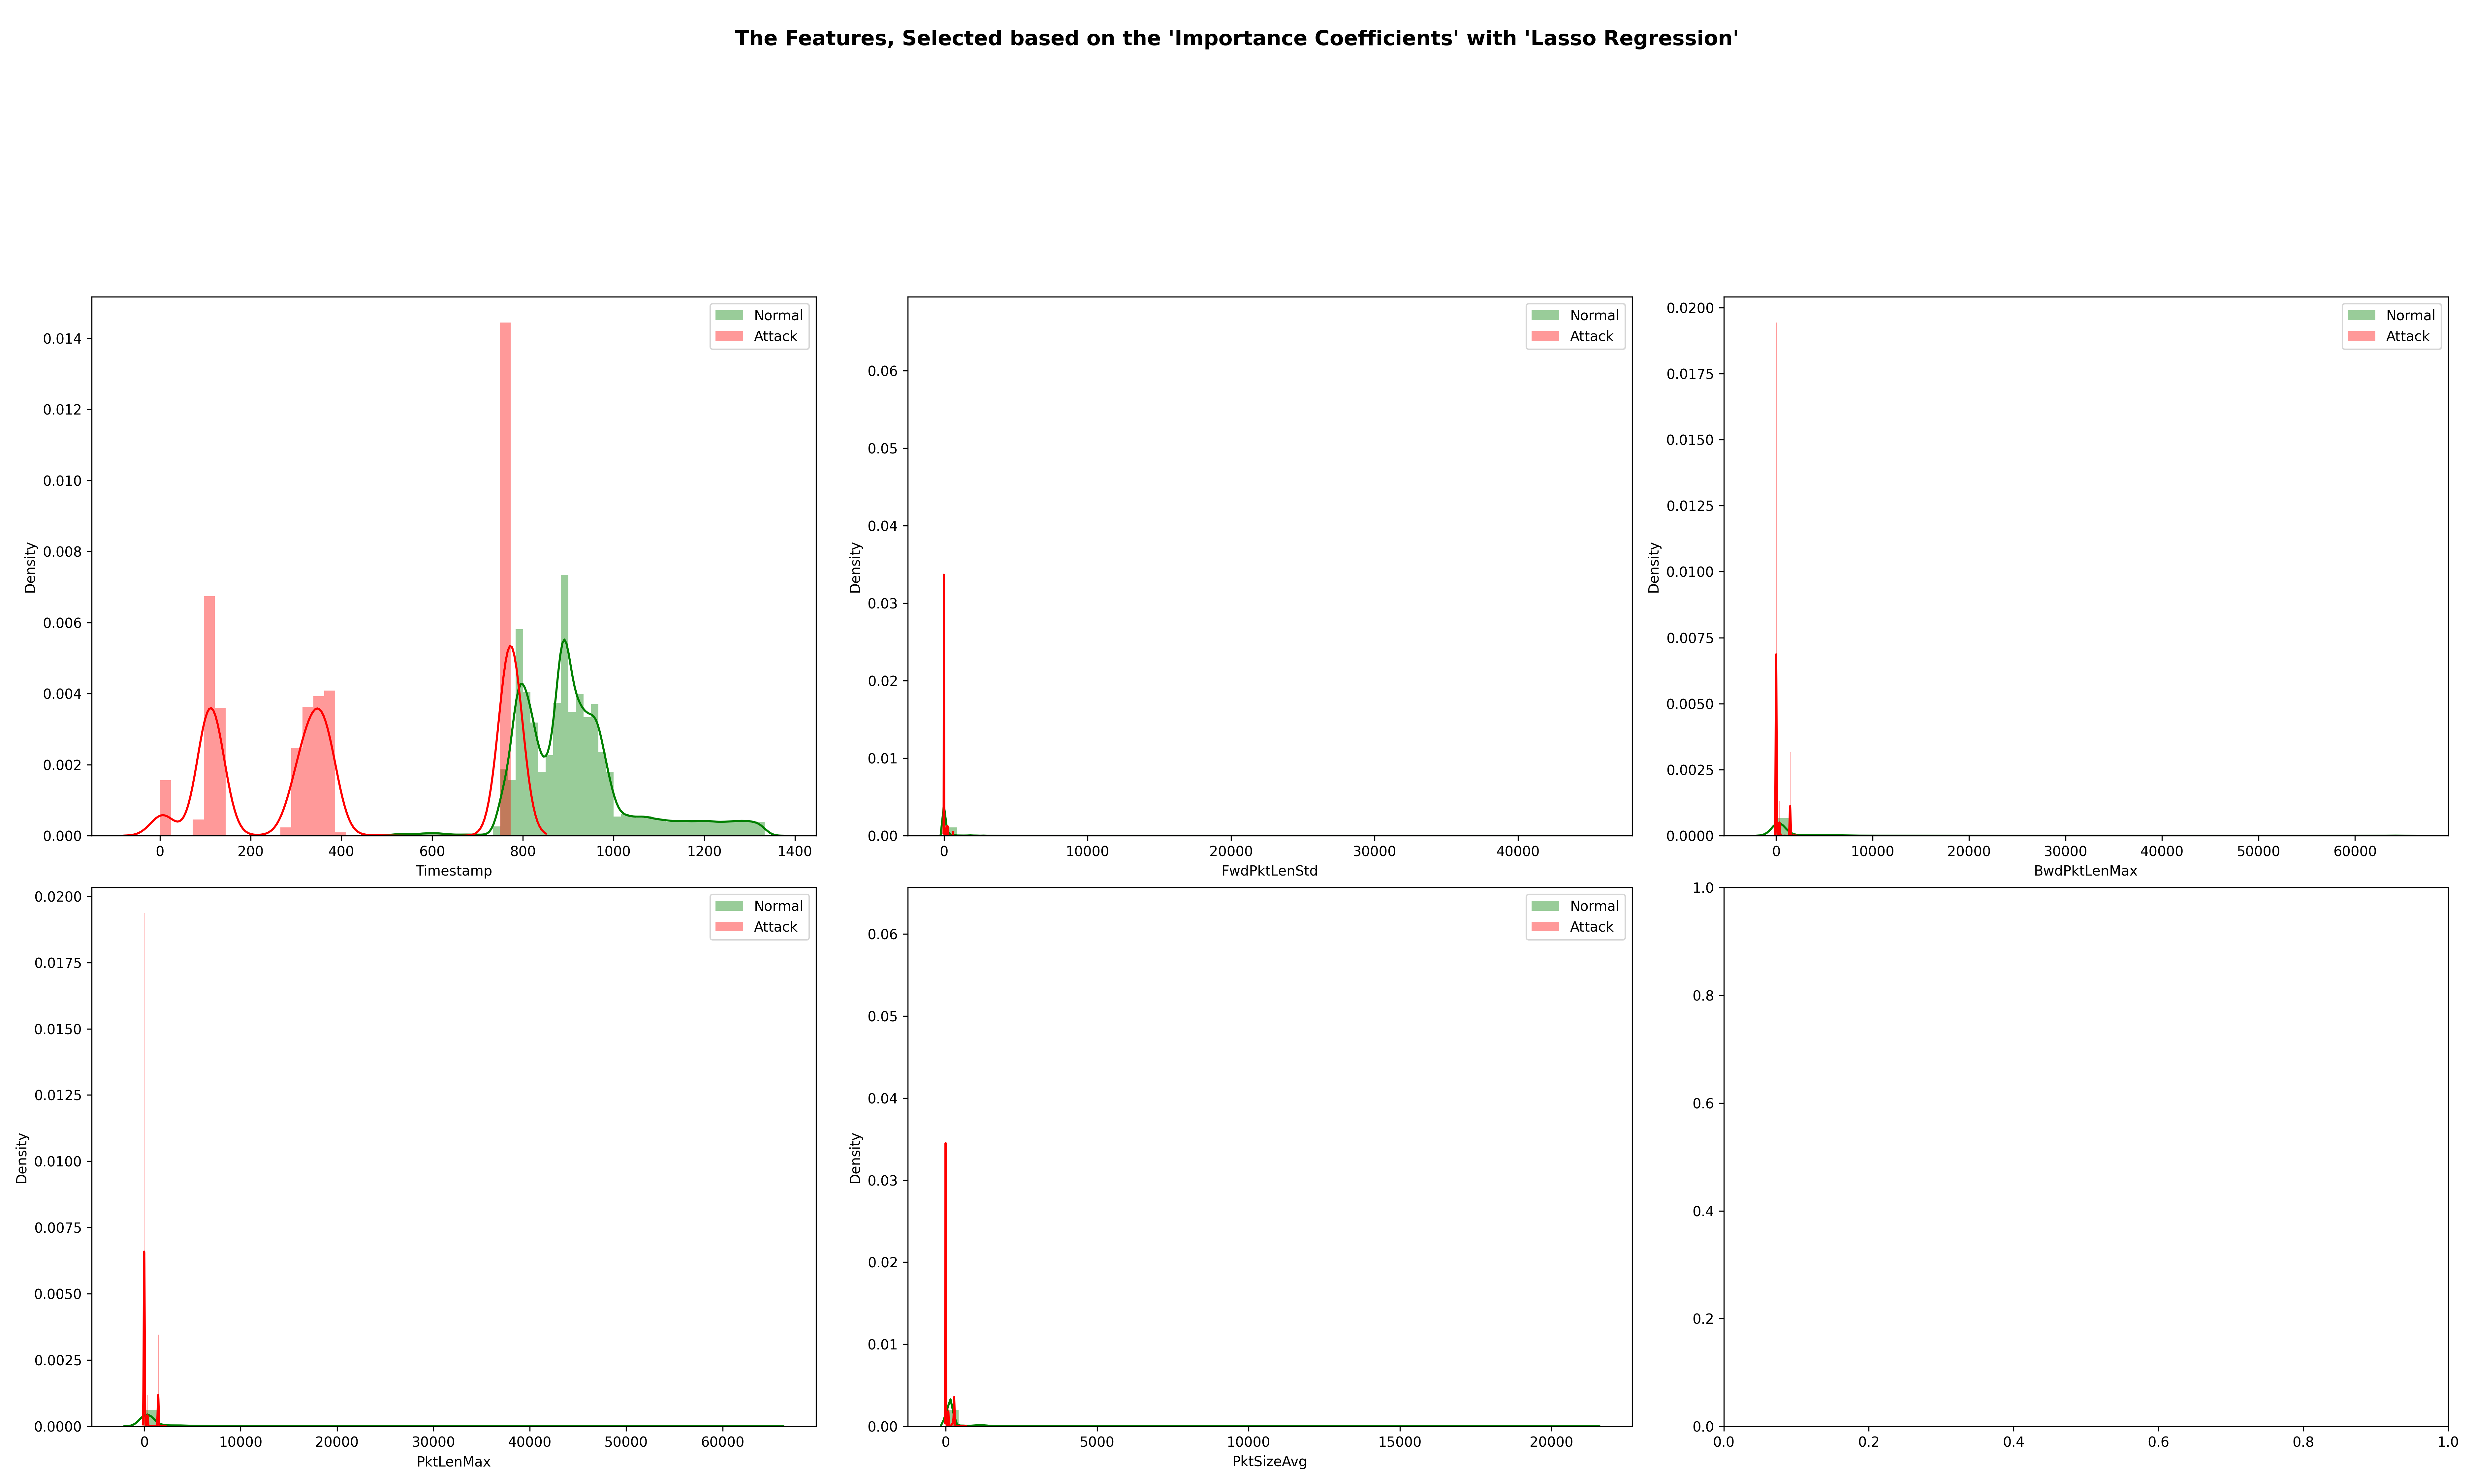 The Features, Selected based on the 'Importance Coefficients' with 'Lasso Regression'
Normal
Attack
Density
0.014
0.012
0.010
0.008
0.006
0.004
0.002
0.000
0 200 400 600 800 1000 1200 1400
Timestamp
Normal
Attack
Density
0.06
0.05
0.04
0.03
0.02
0.01
0.00
0 10000 20000 30000 40000
FwdPktLenStd
Normal
Attack
Density
0.0200
0.0175
0.0150
0.0125
0.0100
0.0075
0.0050
0.0025
0.0000
0 10000 20000 30000 40000 50000 60000
BwdPktLenMax
Normal
Attack
Density
0.0200
0.0175
0.0150
0.0125
0.0100
0.0075
0.0050
0.0025
0.0000
0 10000 20000 30000 40000 50000 60000
PktLenMax
Normal
Attack
Density
0.06
0.05
0.04
0.03
0.02
0.01
0.00
0 5000 10000 15000 20000
PktSizeAvg
1.0
0.8
0.6
0.4
0.2
0.0
0.0 0.2 0.4 0.6 0.8 1.0